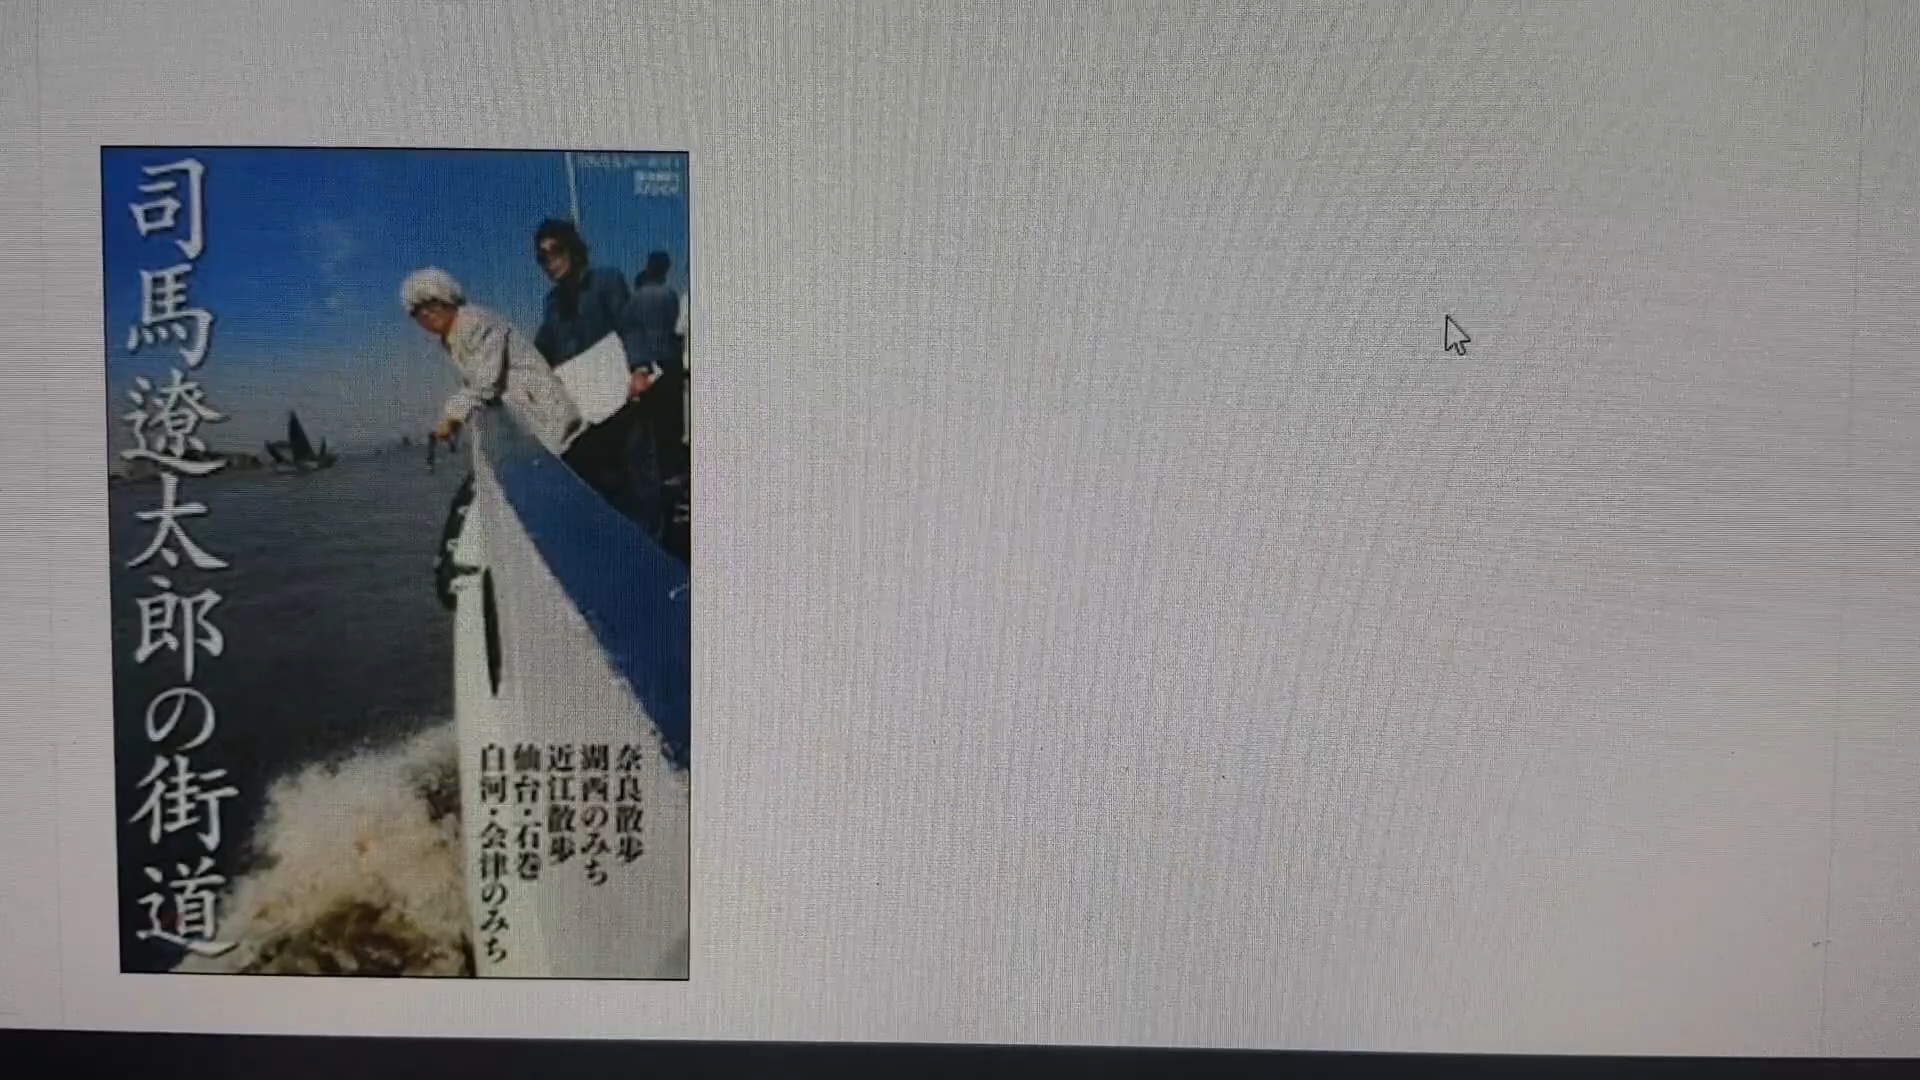 司馬遼太郎の街道
奈良散歩
湖西のみち
近江散歩
仙台・石巻
白河・会津のみち